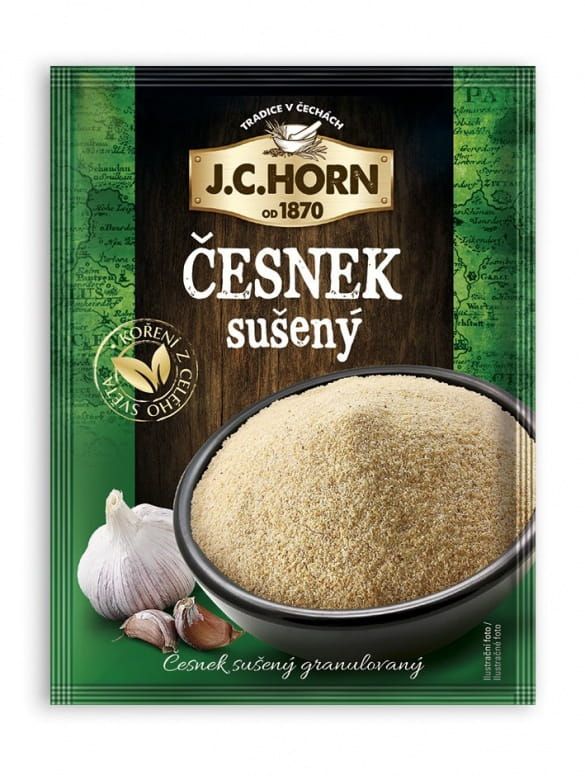 TRADICE V ČECHÁCH
J.C.HORN
OD 1870
ČESNEK
sušený
KOŘENÍ Z CELÉHO SVĚTA
Česnek sušený granulovaný
Ilustrační foto /
Ilustračné foto